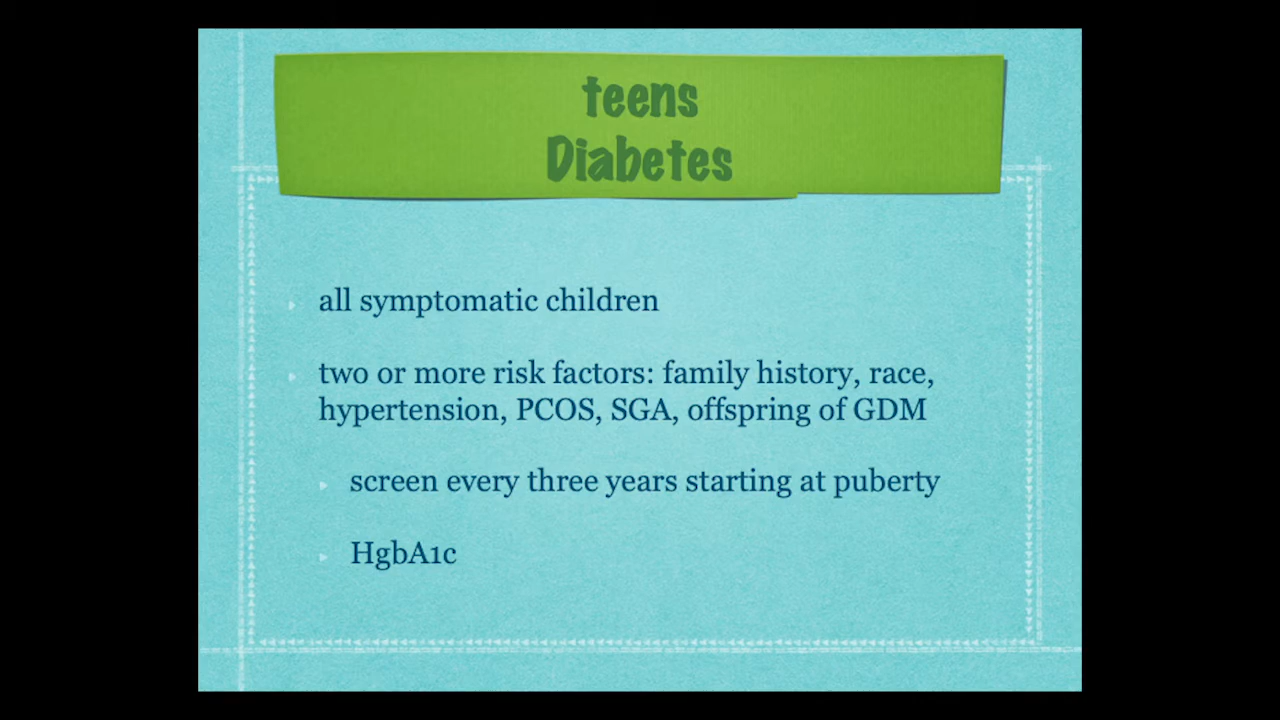 teens
Diabetes
all symptomatic children
two or more risk factors: family history, race,
hypertension, PCOS, SGA, offspring of GDM
screen every three years starting at puberty
HgbA1c